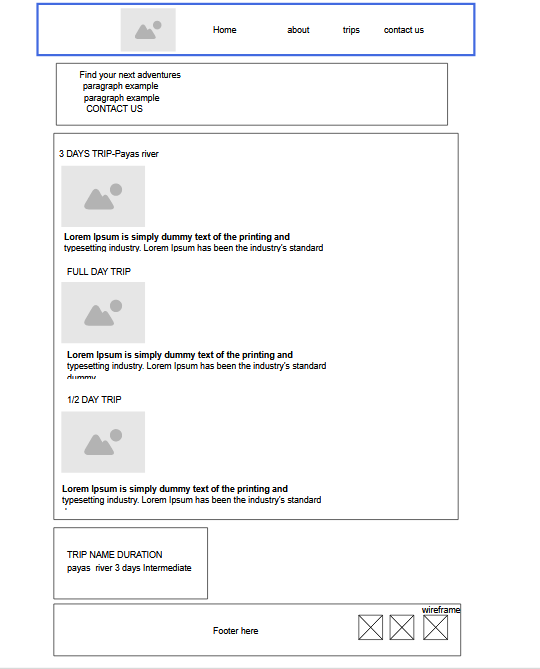 Home about trips contact us
Find your next adventures
paragraph example
paragraph example
CONTACT US
3 DAYS TRIP-Payas river
Lorem Ipsum is simply dummy text of the printing and
typesetting industry. Lorem Ipsum has been the industry's standard
FULL DAY TRIP
Lorem Ipsum is simply dummy text of the printing and
typesetting industry. Lorem Ipsum has been the industry's standard
dummy
1/2 DAY TRIP
Lorem Ipsum is simply dummy text of the printing and
typesetting industry. Lorem Ipsum has been the industry's standard
TRIP NAME DURATION
payas river 3 days Intermediate
wireframe
Footer here